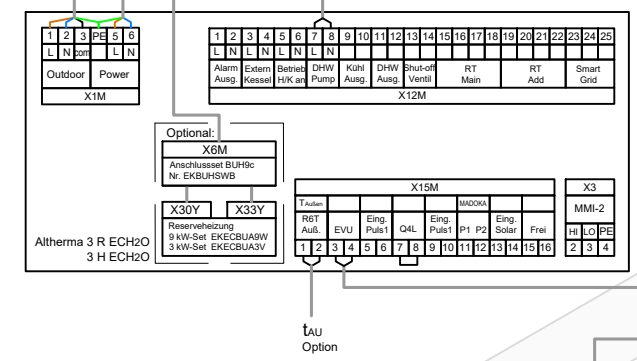 1 2 3 PE 5 6
L N com L N
Outdoor Power
X1M
1 2 3 4 5 6 7 8 9 10 11 12 13 14 15 16 17 18 19 20 21 22 23 24 25
L N L N L N L N
Alarm Ausg. Extern Kessel Betrieb H/K an DHW Pump Kühl Ausg. DHW Ausg. Shut-off Ventil RT Main RT Add Smart Grid
X12M
Optional:
X6M
Anschlussset BUH9c
Nr. EKBUHSWB
X30Y X33Y
Reserveheizung
9 kW-Set EKECBUA9W
3 kW-Set EKECBUA3V
Altherma 3 R ECH2O
3 H ECH2O
X15M
TAußen MADOKA
R6T Auß. EVU Eing. Puls1 Q4L Eing. Puls1 P1 P2 Eing. Solar Frei
1 2 3 4 5 6 7 8 9 10 11 12 13 14 15 16
X3
MMI-2
HI LO PE
2 3 4
tAU
Option